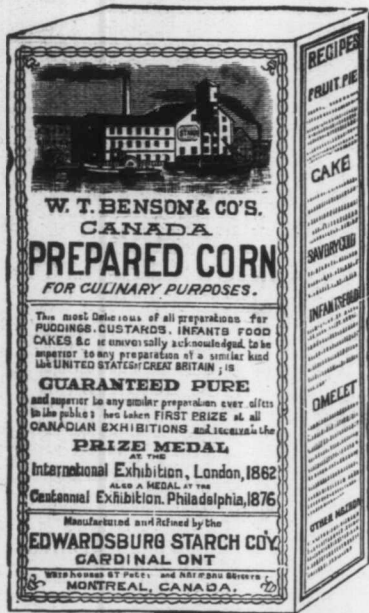 W. T. BENSON & CO'S.
CANADA
PREPARED CORN
FOR CULINARY PURPOSES.
This most Delicious of all preparations for
PUDDINGS. CUSTARDS. INFANTS FOOD
CAKES &c is universally acknowledged, to be
superior to any preparation of a similar kind
the UNITED STATES or GREAT BRITAIN; IS
GUARANTEED PURE
and superior to any similar preparation ever
to the public: has taken FIRST PRIZE at all
CANADIAN EXHIBITIONS and the
PRIZE MEDAL
AT THE
International Exhibition, London, 1862
ALSO A MEDAL AT THE
Centennial Exhibition. Philadelphia, 1876
Manufactured and Refined by the
EDWARDSBURG STARCH CO'Y.
CARDINAL ONT
MONTREAL, CANADA.
RECIPES
FRUIT. PIE
CAKE
OMELET